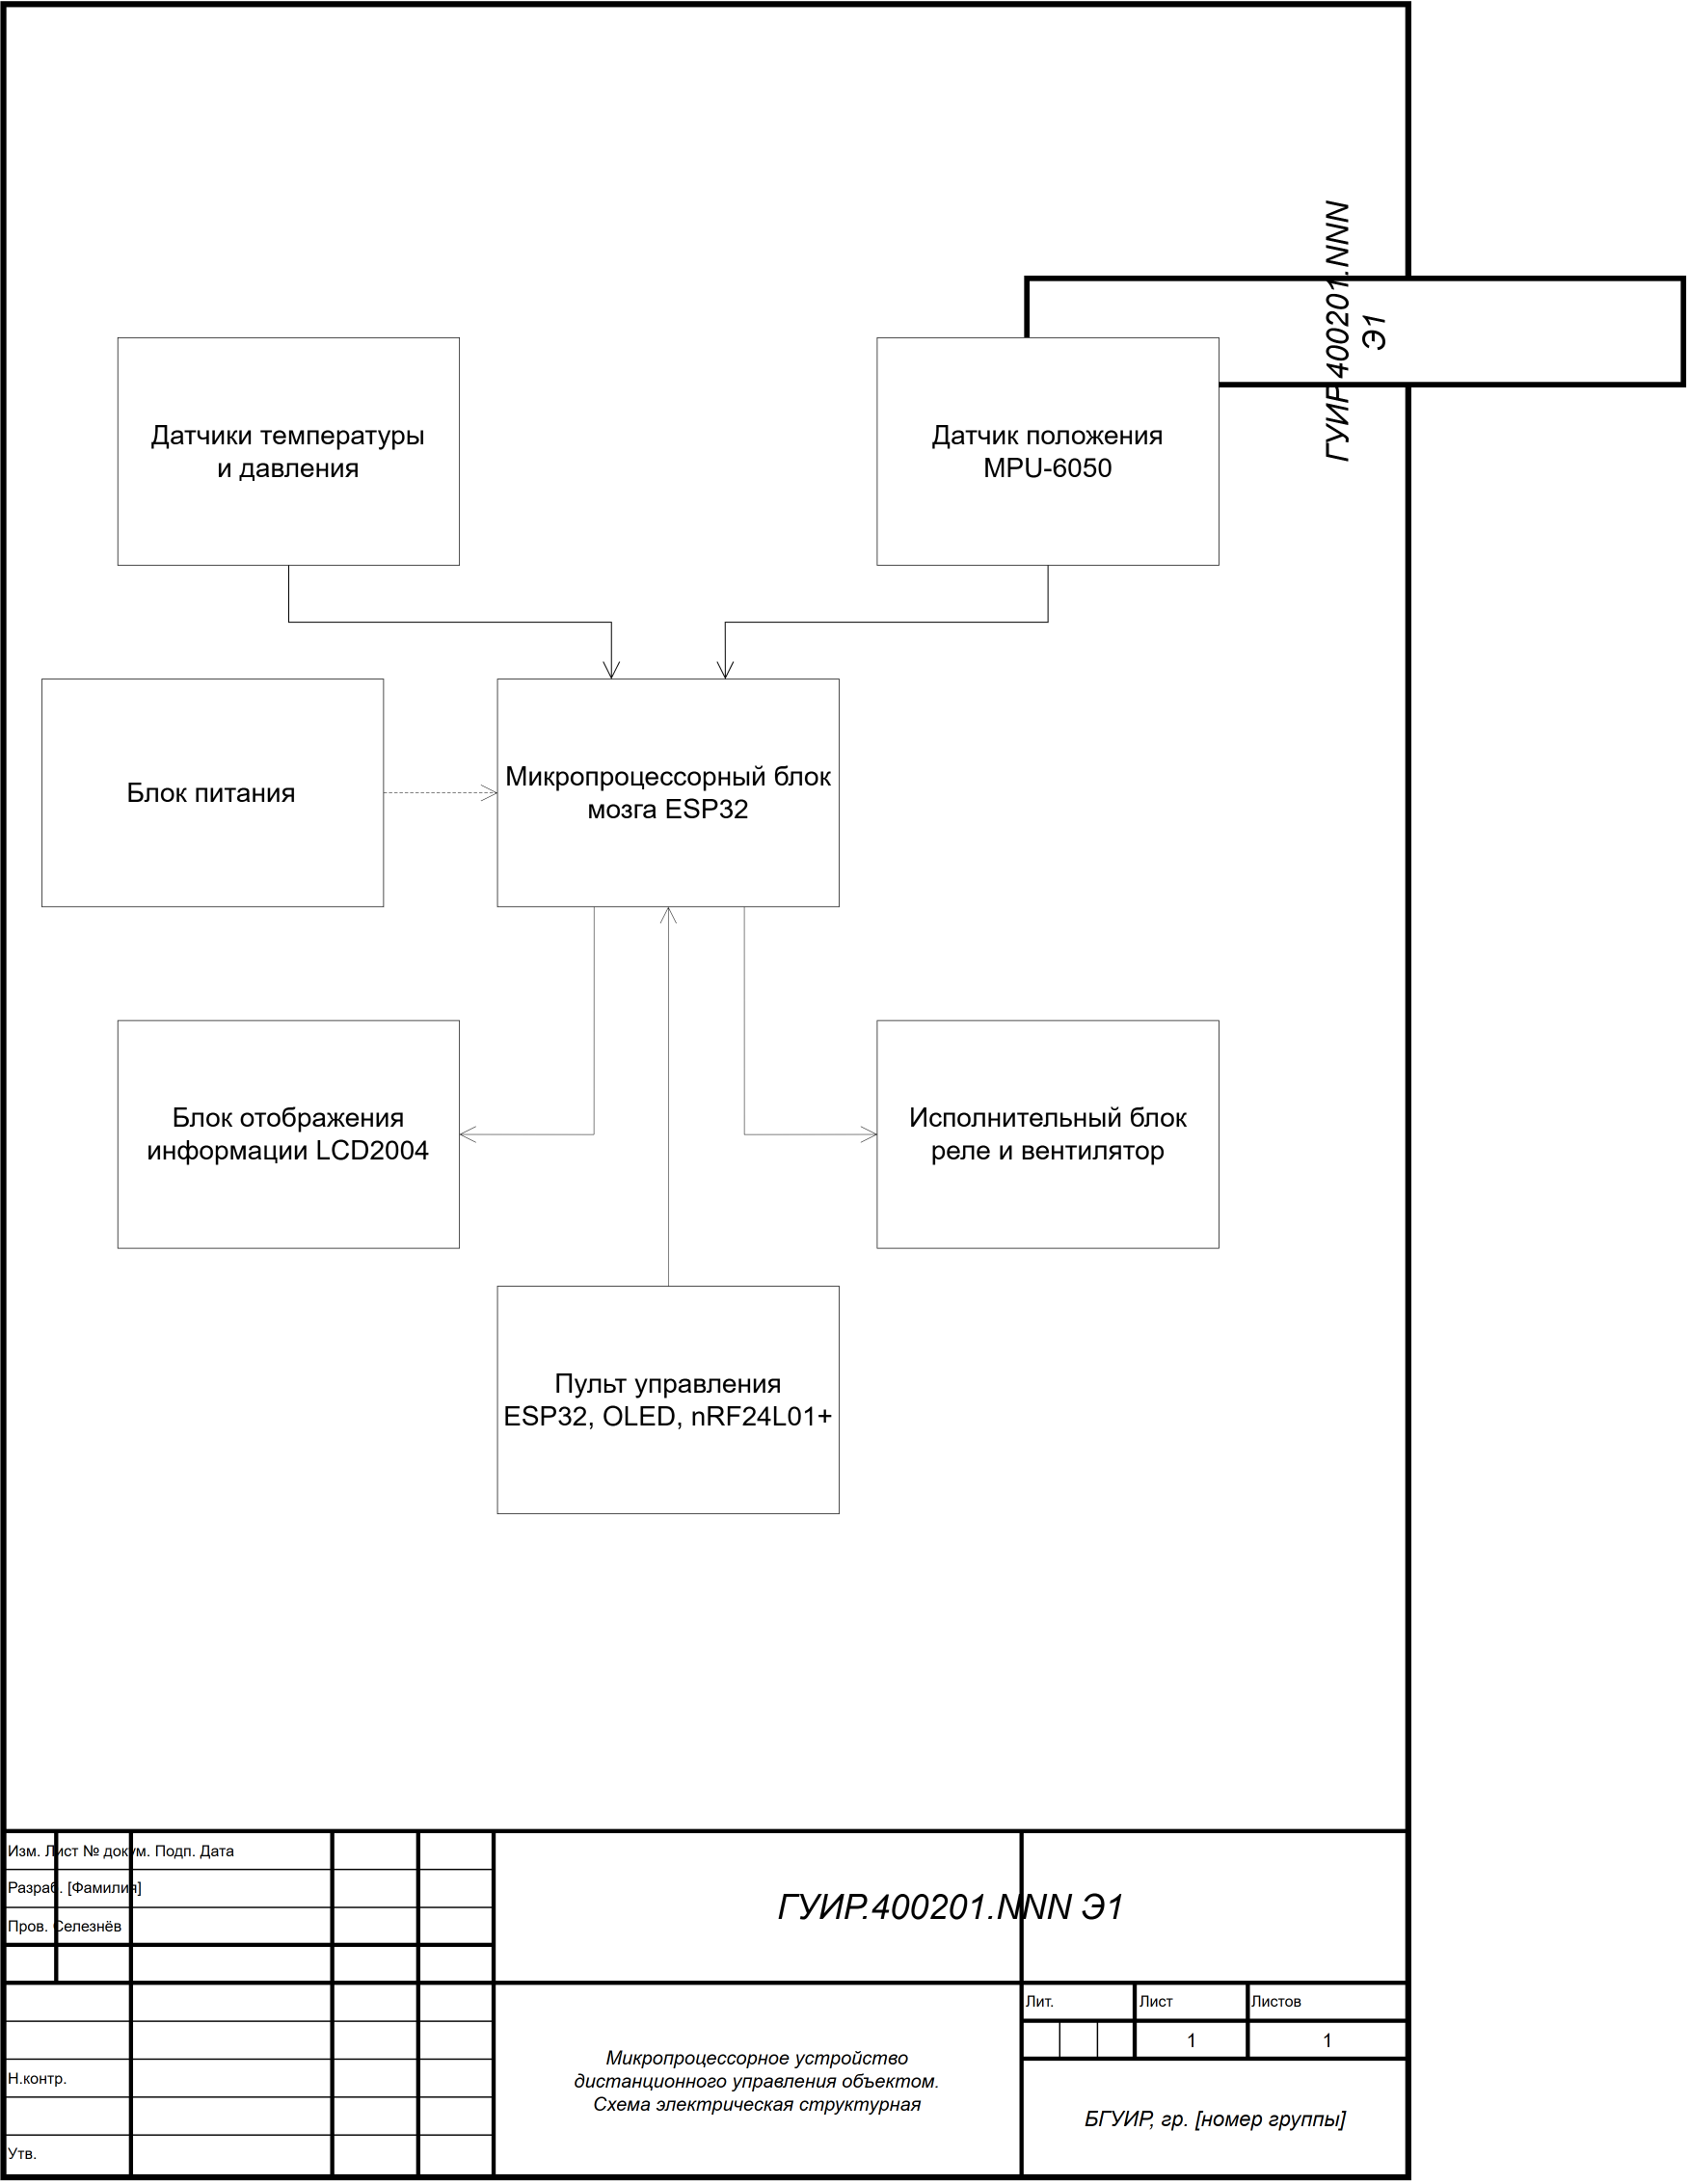 ГУИР.400201.NNN
Э1
Датчики температуры
и давления
Датчик положения
MPU-6050
Блок питания
Микропроцессорный блок
мозга ESP32
Блок отображения
информации LCD2004
Исполнительный блок
реле и вентилятор
Пульт управления
ESP32, OLED, nRF24L01+
Изм. Лист № докум. Подп. Дата
Разраб. [Фамилия]
Пров. Селезнёв
ГУИР.400201.NNN Э1
Лит.
Лист
Листов
1
1
Микропроцессорное устройство
дистанционного управления объектом.
Схема электрическая структурная
Н.контр.
БГУИР, гр. [номер группы]
Утв.